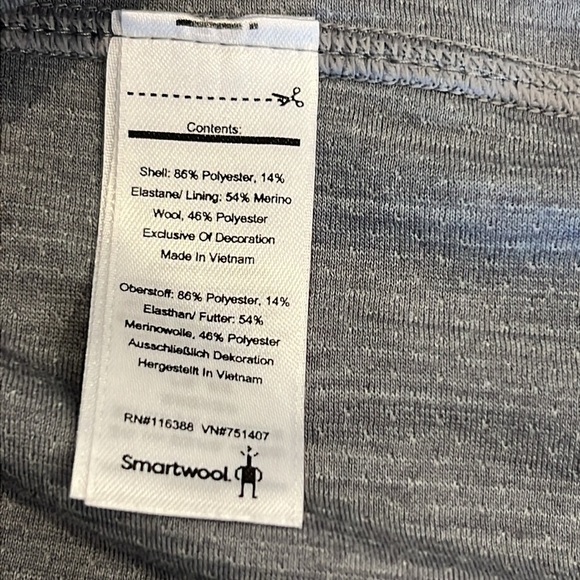 Contents:
Shell: 86% Polyester, 14%
Elastane/ Lining: 54% Merino
Wool, 46% Polyester
Exclusive Of Decoration
Made In Vietnam
Oberstoff: 86% Polyester, 14%
Elasthan/ Futter: 54%
Merinowolle, 46% Polyester
Ausschließlich Dekoration
Hergestellt In Vietnam
RN#116388 VN#751407
Smartwool.